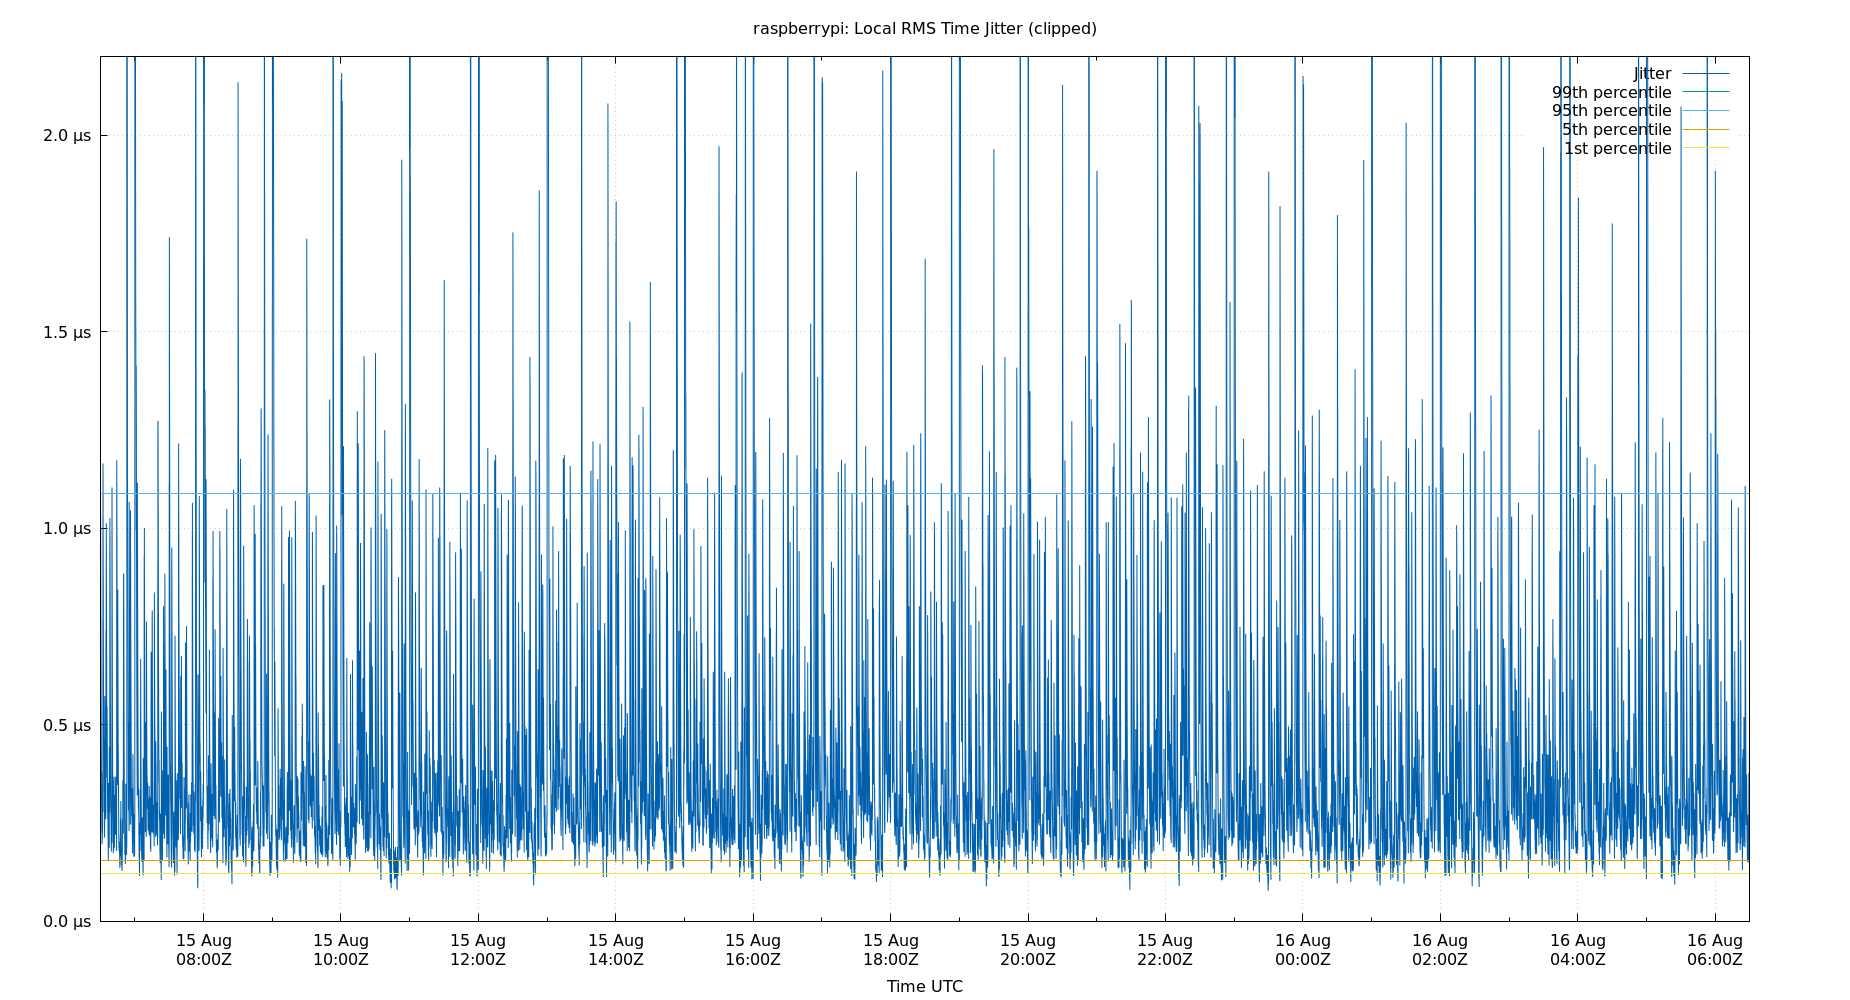 raspberrypi: Local RMS Time Jitter (clipped)
Jitter
99th percentile
95th percentile
5th percentile
1st percentile
2.0 µs
1.5 µs
1.0 µs
0.5 µs
0.0 µs
15 Aug 15 Aug 15 Aug 15 Aug 15 Aug 15 Aug 15 Aug 15 Aug 16 Aug 16 Aug 16 Aug 16 Aug
08:00Z 10:00Z 12:00Z 14:00Z 16:00Z 18:00Z 20:00Z 22:00Z 00:00Z 02:00Z 04:00Z 06:00Z
Time UTC